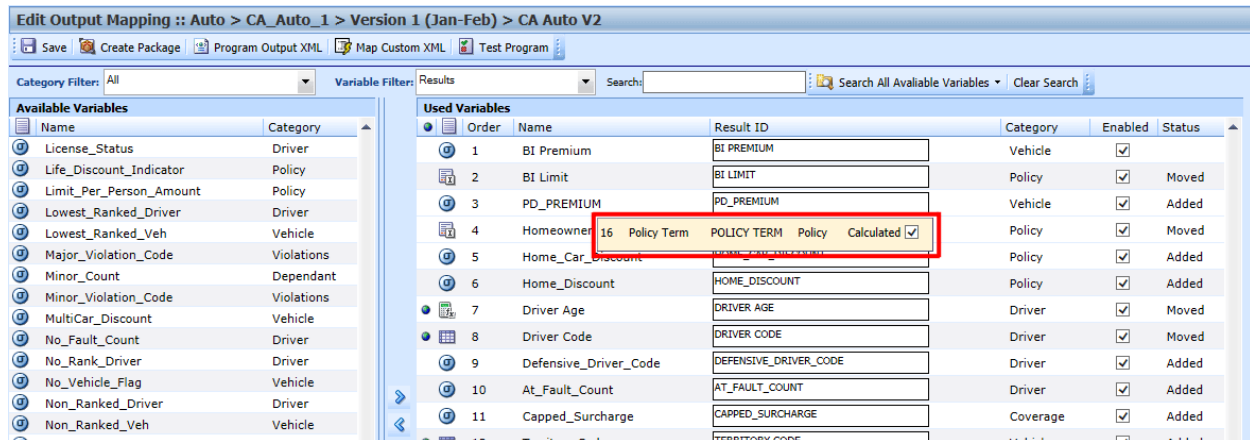 Edit Output Mapping :: Auto > CA_Auto_1 > Version 1 (Jan-Feb) > CA Auto V2
Save Create Package Program Output XML Map Custom XML Test Program
Category Filter: All Variable Filter: Results Search: Search All Avaliable Variables Clear Search
Available Variables
Name Category
License_Status Driver
Life_Discount_Indicator Policy
Limit_Per_Person_Amount Policy
Lowest_Ranked_Driver Driver
Lowest_Ranked_Veh Vehicle
Major_Violation_Code Violations
Minor_Count Dependant
Minor_Violation_Code Violations
MultiCar_Discount Vehicle
No_Fault_Count Driver
No_Rank_Driver Driver
No_Vehicle_Flag Vehicle
Non_Ranked_Driver Driver
Non_Ranked_Veh Vehicle
Used Variables
Order Name Result ID Category Enabled Status
1 BI Premium BI PREMIUM Vehicle
2 BI Limit BI LIMIT Policy Moved
3 PD_PREMIUM PD_PREMIUM Vehicle Added
4 Homeowner Policy Moved
16 Policy Term POLICY TERM Policy Calculated
5 Home_Car_Discount HOME_CAR_DISCOUNT Policy Added
6 Home_Discount HOME_DISCOUNT Policy Added
7 Driver Age DRIVER AGE Driver Moved
8 Driver Code DRIVER CODE Driver Moved
9 Defensive_Driver_Code DEFENSIVE_DRIVER_CODE Driver Added
10 At_Fault_Count AT_FAULT_COUNT Driver Added
11 Capped_Surcharge CAPPED_SURCHARGE Coverage Added